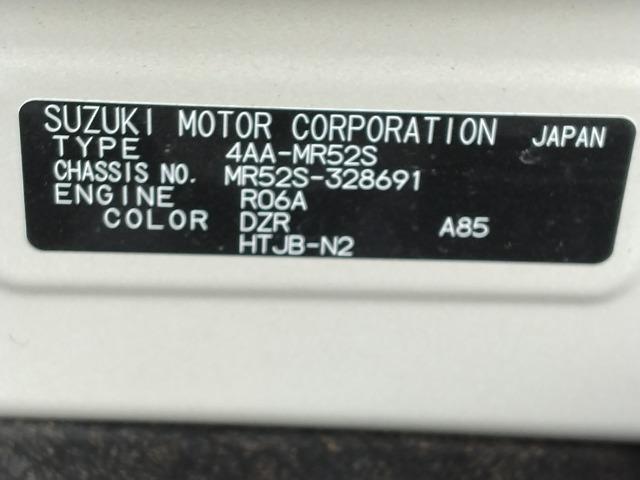 SUZUKI MOTOR CORPORATION JAPAN
TYPE 4AA-MR52S
CHASSIS NO. MR52S-328691
ENGINE R06A
COLOR DZR A85
HTJB-N2